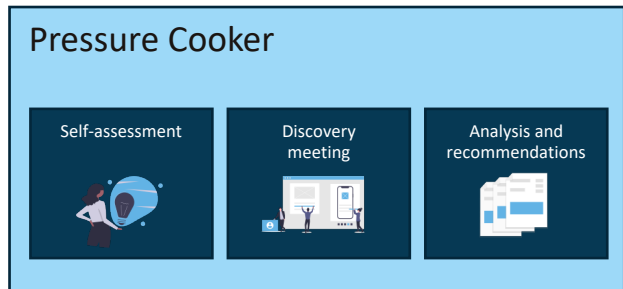 Pressure Cooker
Self-assessment
Discovery
meeting
Analysis and
recommendations